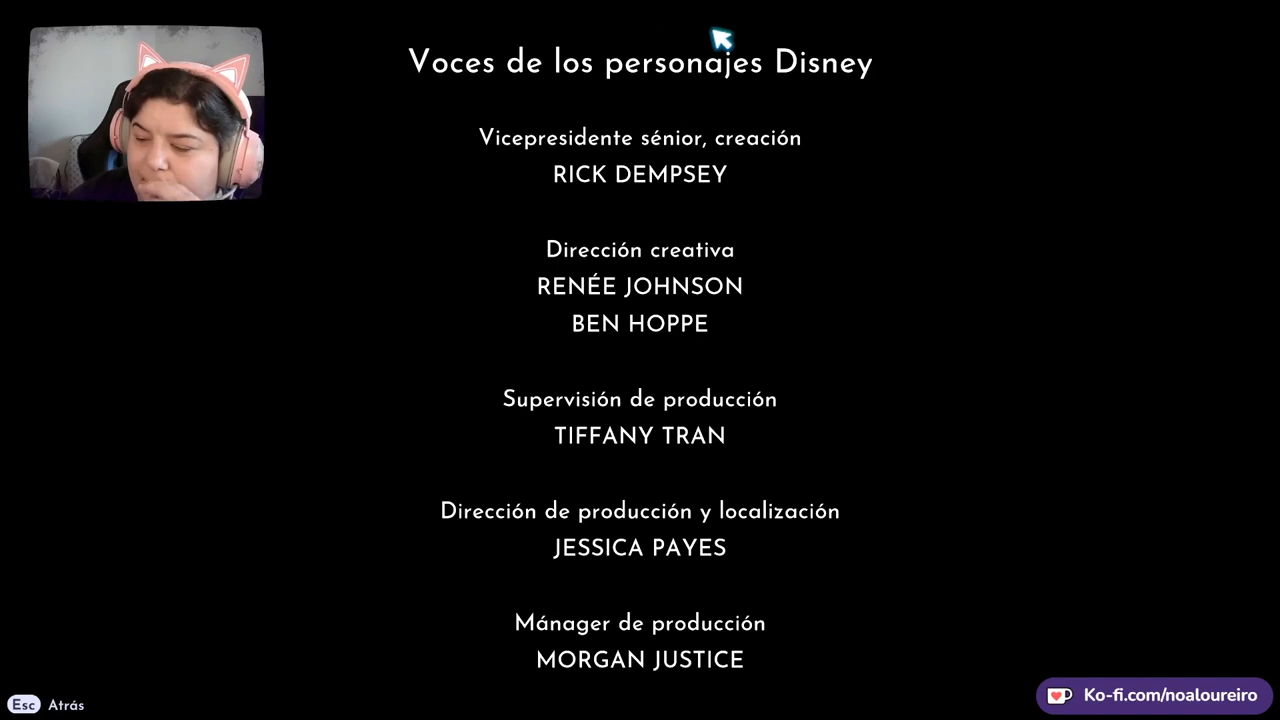 Voces de los personajes Disney
Vicepresidente sénior, creación
RICK DEMPSEY
Dirección creativa
RENÉE JOHNSON
BEN HOPPE
Supervisión de producción
TIFFANY TRAN
Dirección de producción y localización
JESSICA PAYES
Mánager de producción
MORGAN JUSTICE
Esc Atrás
Ko-fi.com/noaloureiro